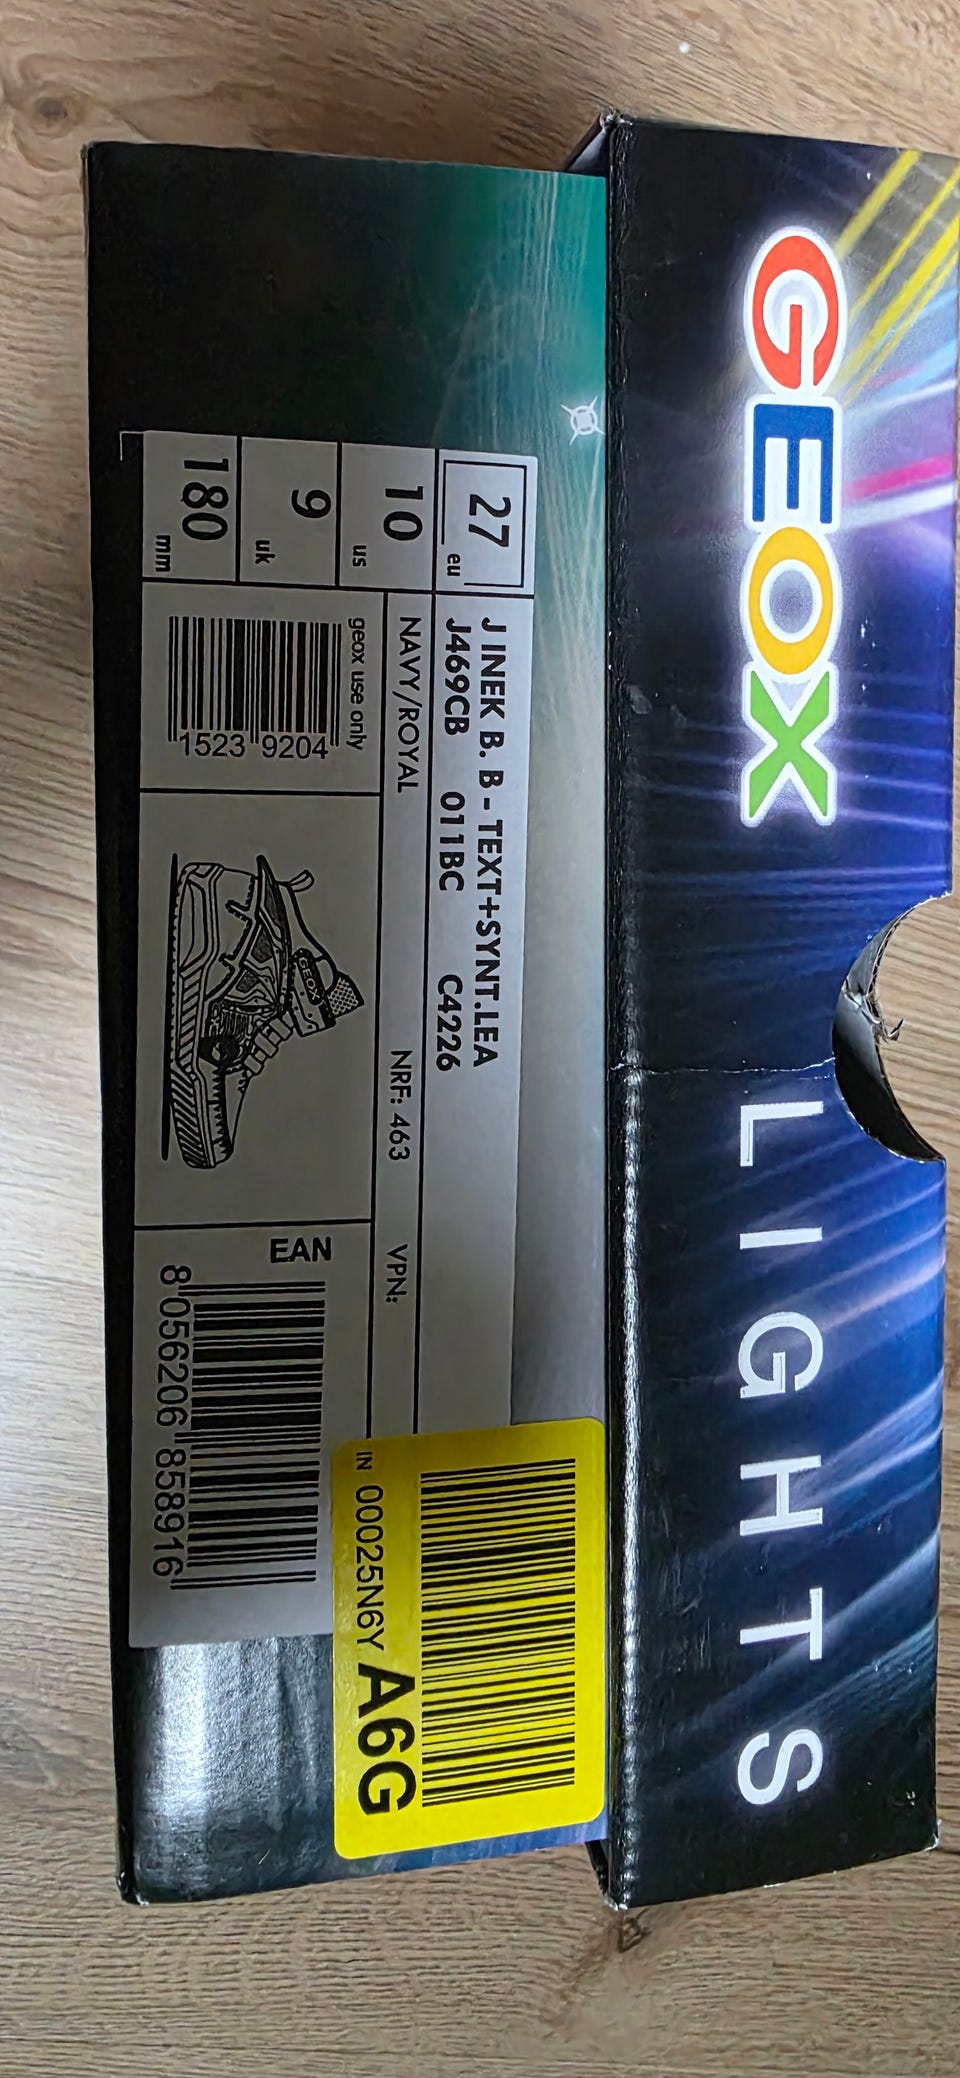 GEOX
LIGHTS
27 eu
10 us
9 uk
180 mm
J INEK B. B - TEXT+SYNT.LEA
J469CB 011BC C4226
NAVY/ROYAL NRF: 463 VPN:
geox use only
1523 9204
GEOX
EAN
8 056206 858916
IN 00025N6Y A6G